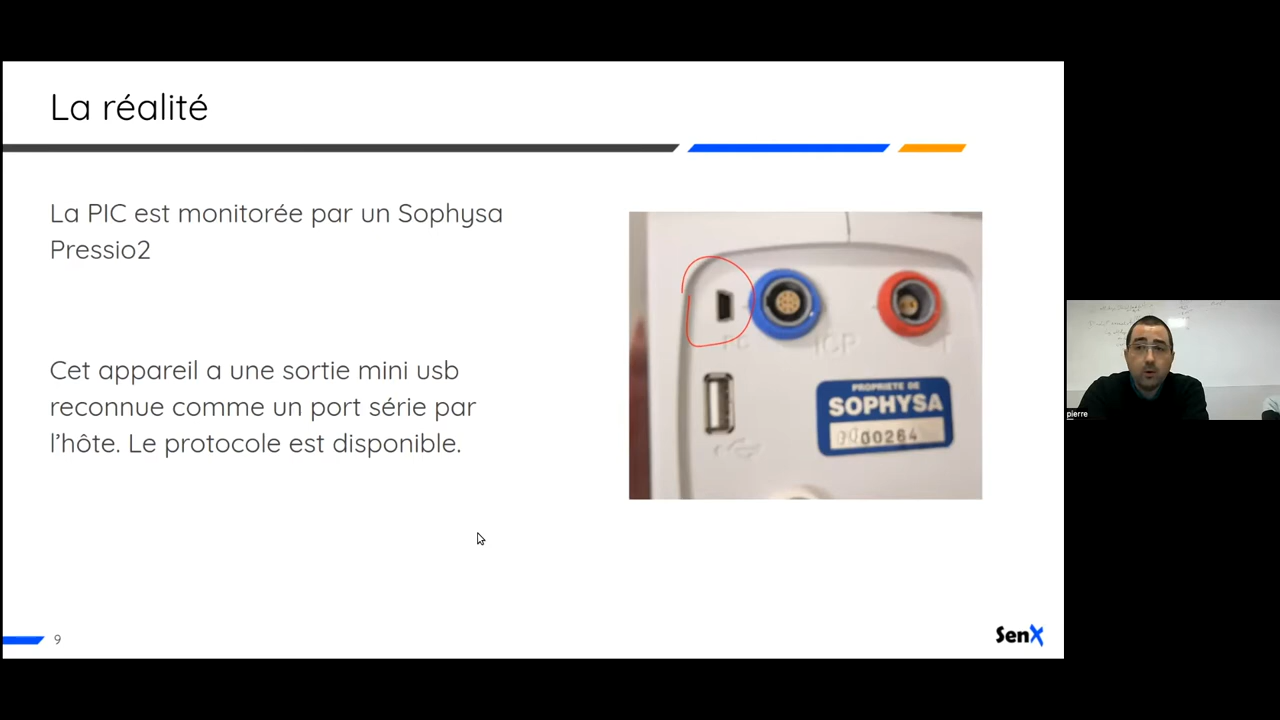 La réalité
La PIC est monitorée par un Sophysa
Pressio2
Cet appareil a une sortie mini usb
reconnue comme un port série par
l'hôte. Le protocole est disponible.
PC
ICP
T
PROPRIETE DE
SOPHYSA
00264
pierre
9
SenX